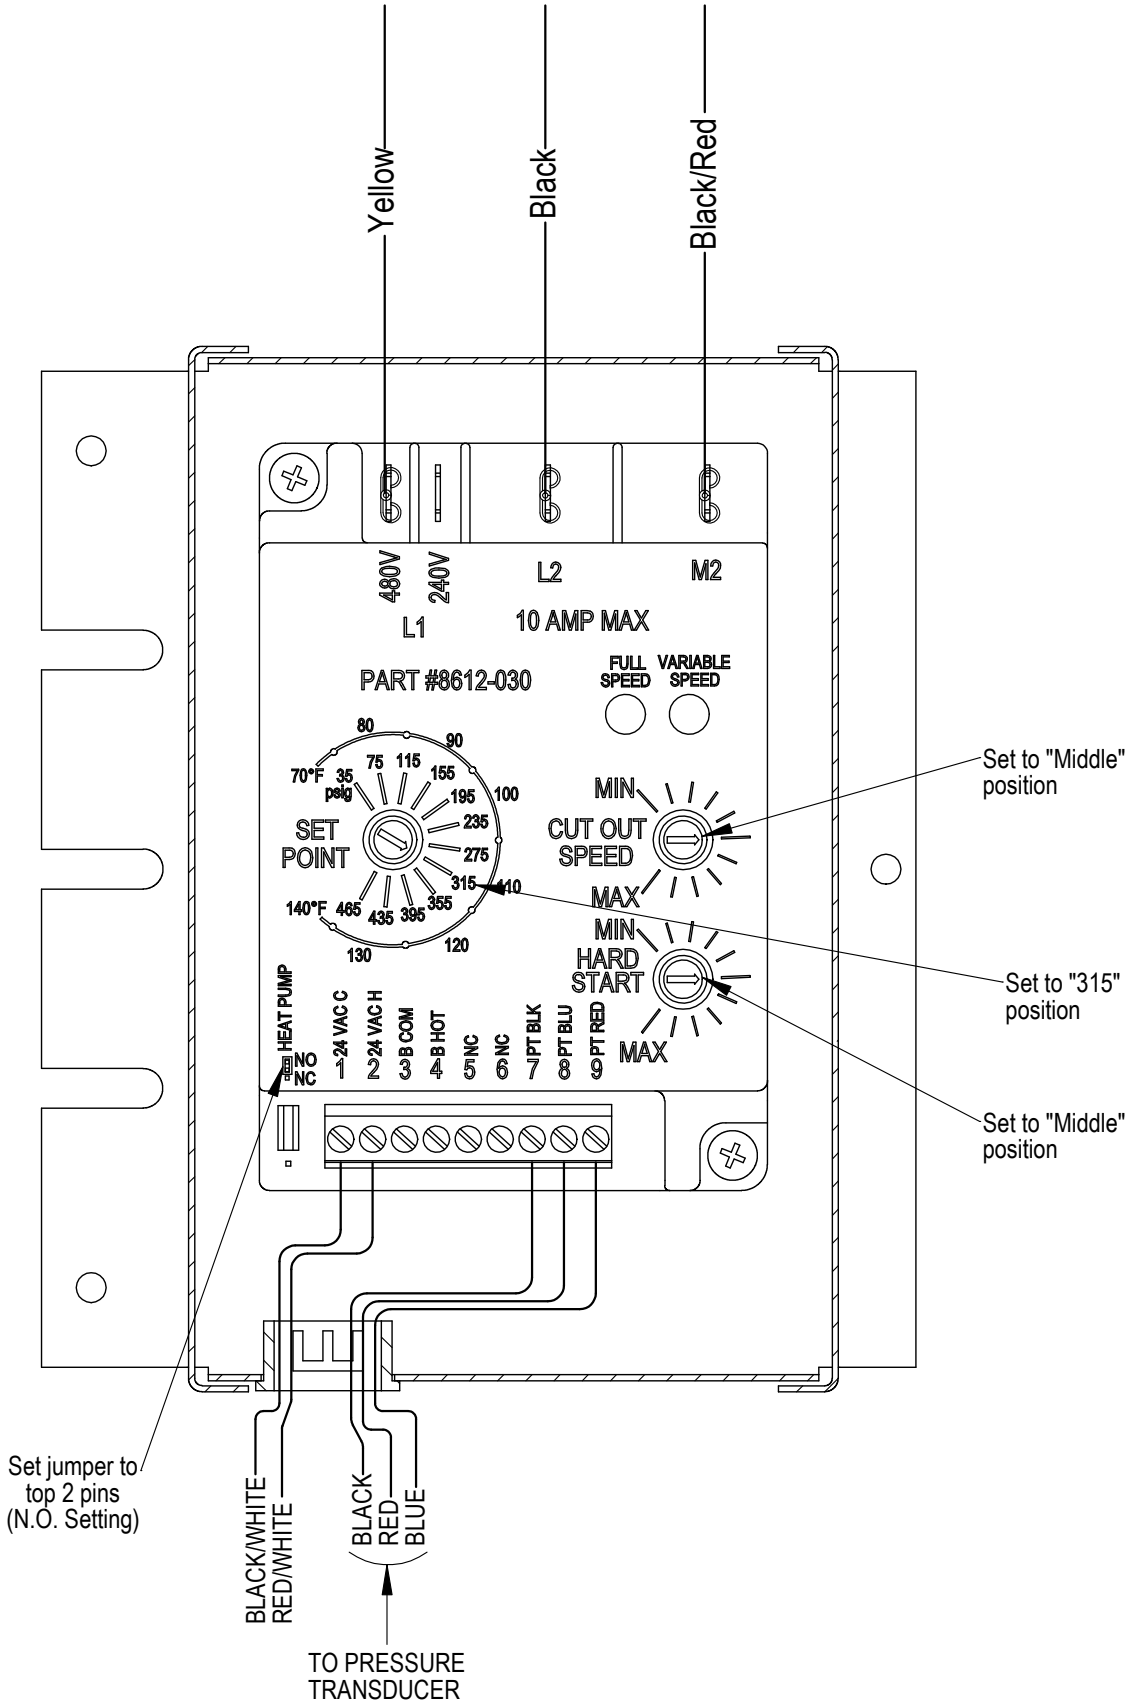 Yellow
Black
Black/Red
480V
240V
L1
L2
M2
10 AMP MAX
PART #8612-030
FULL
SPEED
VARIABLE
SPEED
70°F
80
90
100
110
120
130
140°F
35
psig
75
115
155
195
235
275
315
355
395
435
465
SET
POINT
MIN
CUT OUT
SPEED
MAX
MIN
HARD
START
MAX
Set to "Middle"
position
Set to "315"
position
Set to "Middle"
position
HEAT PUMP
NO
NC
1 24 VAC C
2 24 VAC H
3 B COM
4 B HOT
5 NC
6 NC
7 PT BLK
8 PT BLU
9 PT RED
Set jumper to
top 2 pins
(N.O. Setting)
BLACK/WHITE
RED/WHITE
BLACK
RED
BLUE
TO PRESSURE
TRANSDUCER